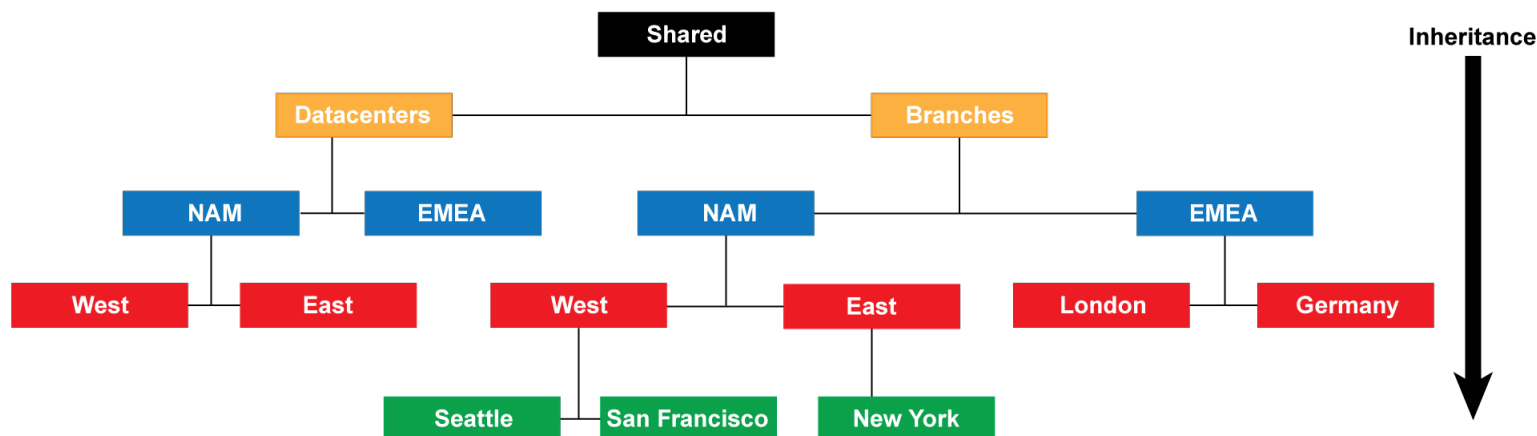 Shared
Inheritance
Datacenters
Branches
NAM
EMEA
NAM
EMEA
West
East
West
East
London
Germany
Seattle
San Francisco
New York